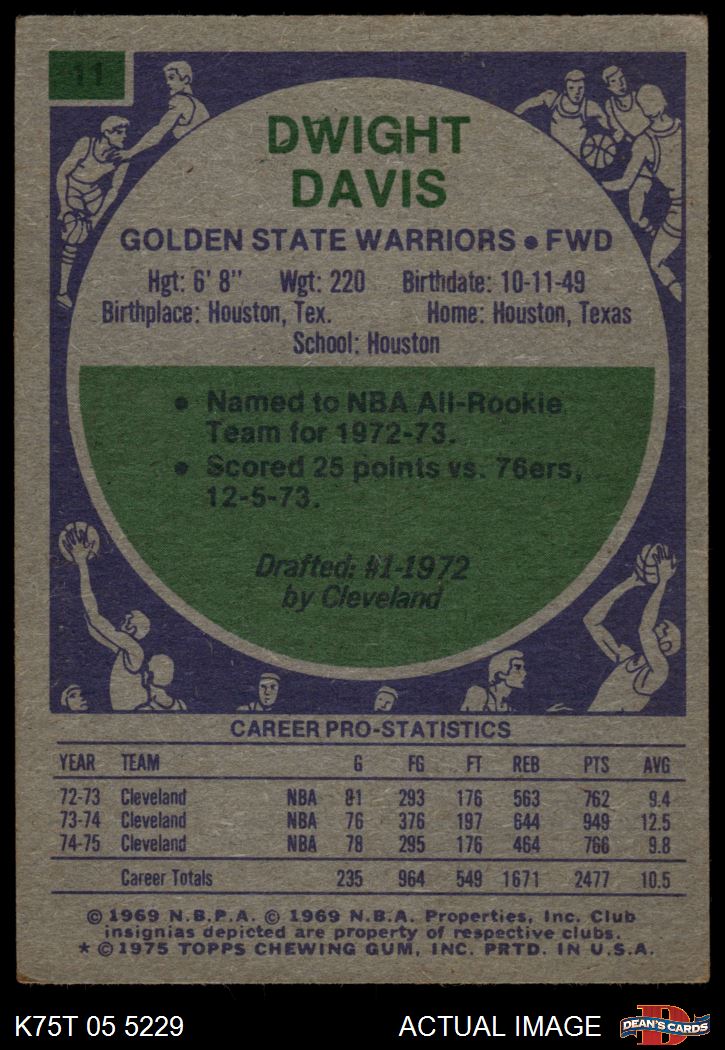 11
DWIGHT
DAVIS
GOLDEN STATE WARRIORS • FWD
Hgt: 6' 8" Wgt: 220 Birthdate: 10-11-49
Birthplace: Houston, Tex. Home: Houston, Texas
School: Houston
• Named to NBA All-Rookie
Team for 1972-73.
• Scored 25 points vs. 76ers,
12-5-73.
Drafted: #1-1972
by Cleveland
CAREER PRO-STATISTICS
YEAR TEAM G FG FT REB PTS AVG
72-73 Cleveland NBA 81 293 176 563 762 9.4
73-74 Cleveland NBA 76 376 197 644 949 12.5
74-75 Cleveland NBA 78 295 176 464 766 9.8
Career Totals 235 964 549 1671 2477 10.5
© 1969 N.B.P.A. © 1969 N.B.A. Properties, Inc. Club
insignias depicted are property of respective clubs.
* © 1975 TOPPS CHEWING GUM, INC. PRTD. IN U.S.A.
K75T 05 5229 ACTUAL IMAGE DEAN'S CARDS